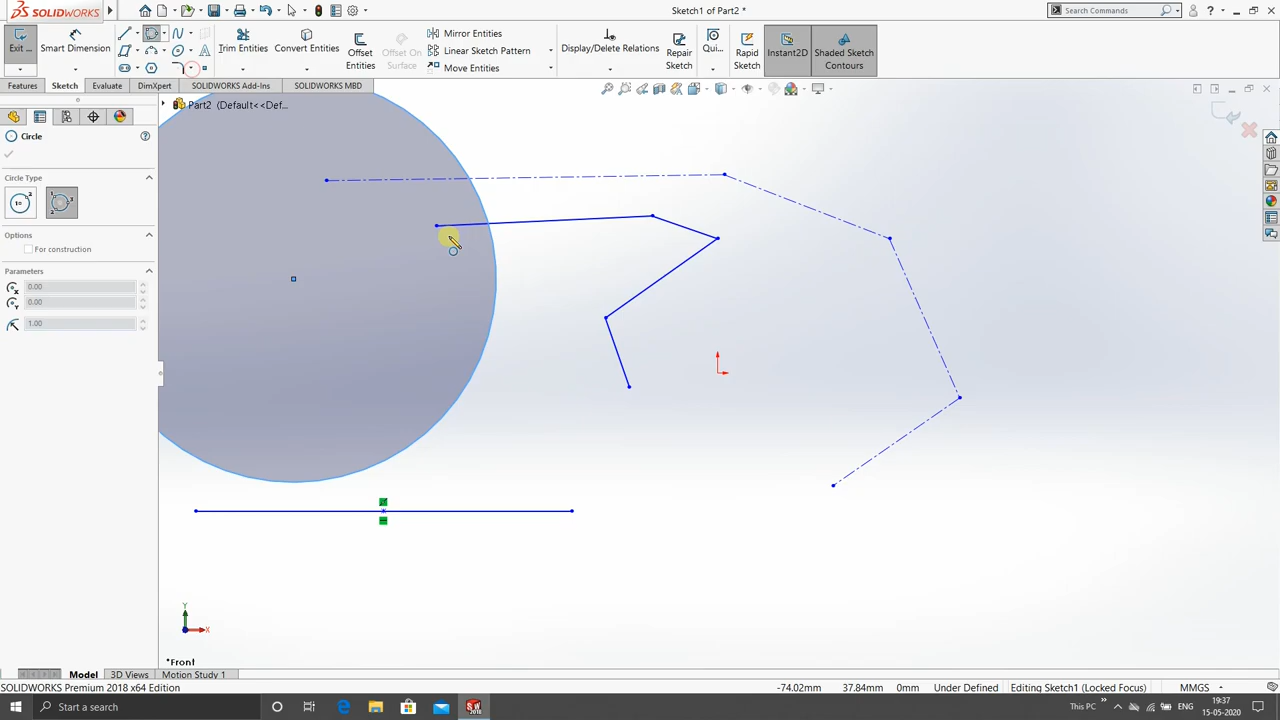 SOLIDWORKS
Sketch1 of Part2 *
Search Commands
Exit ...
Smart Dimension
Trim Entities
Convert Entities
Offset Entities
Offset On Surface
Mirror Entities
Linear Sketch Pattern
Move Entities
Display/Delete Relations
Repair Sketch
Qui...
Rapid Sketch
Instant2D
Shaded Sketch Contours
Features
Sketch
Evaluate
DimXpert
SOLIDWORKS Add-Ins
SOLIDWORKS MBD
Part2 (Default<<Def...
Circle
Circle Type
Options
For construction
Parameters
0.00
0.00
1.00
Y
X
*Front
Model
3D Views
Motion Study 1
SOLIDWORKS Premium 2018 x64 Edition
-74.02mm
37.84mm
0mm
Under Defined
Editing Sketch1 (Locked Focus)
MMGS
Start a search
This PC
ENG
19:37
15-05-2020